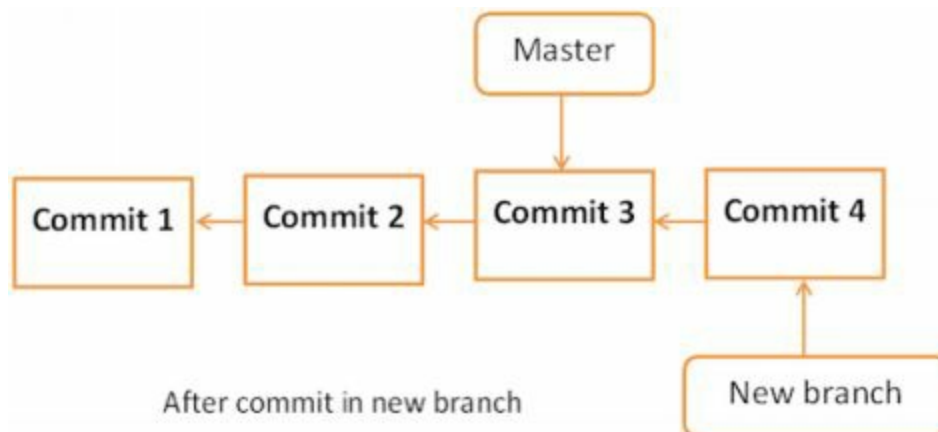 Master
Commit 1
Commit 2
Commit 3
Commit 4
After commit in new branch
New branch